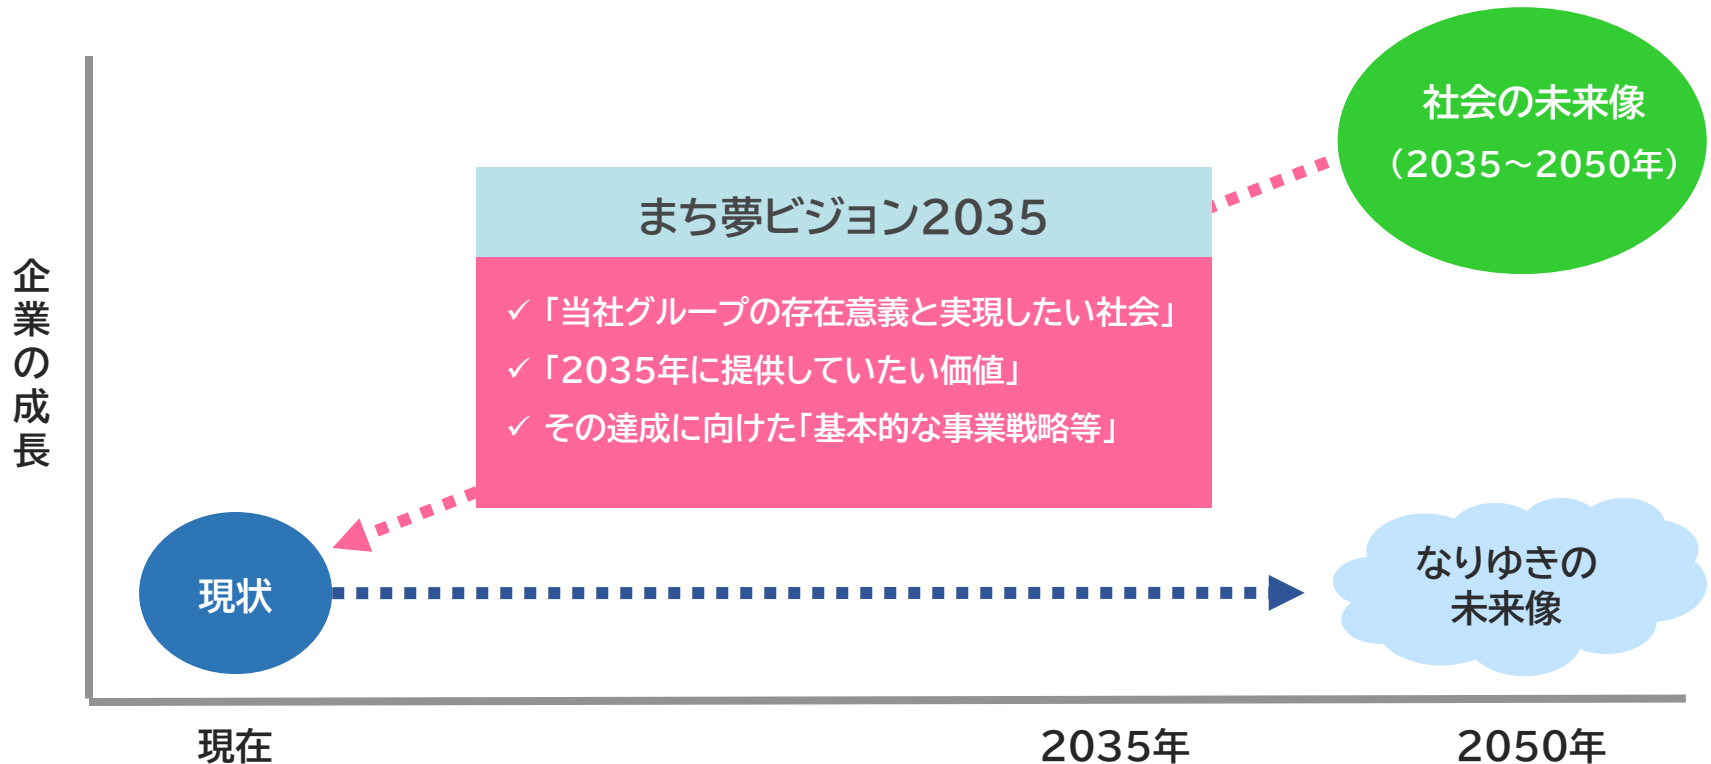 社会の未来像
（2035～2050年）
まち夢ビジョン2035
✓ 「当社グループの存在意義と実現したい社会」
✓ 「2035年に提供していたい価値」
✓ その達成に向けた「基本的な事業戦略等」
企業の成長
現状
なりゆきの
未来像
現在
2035年
2050年